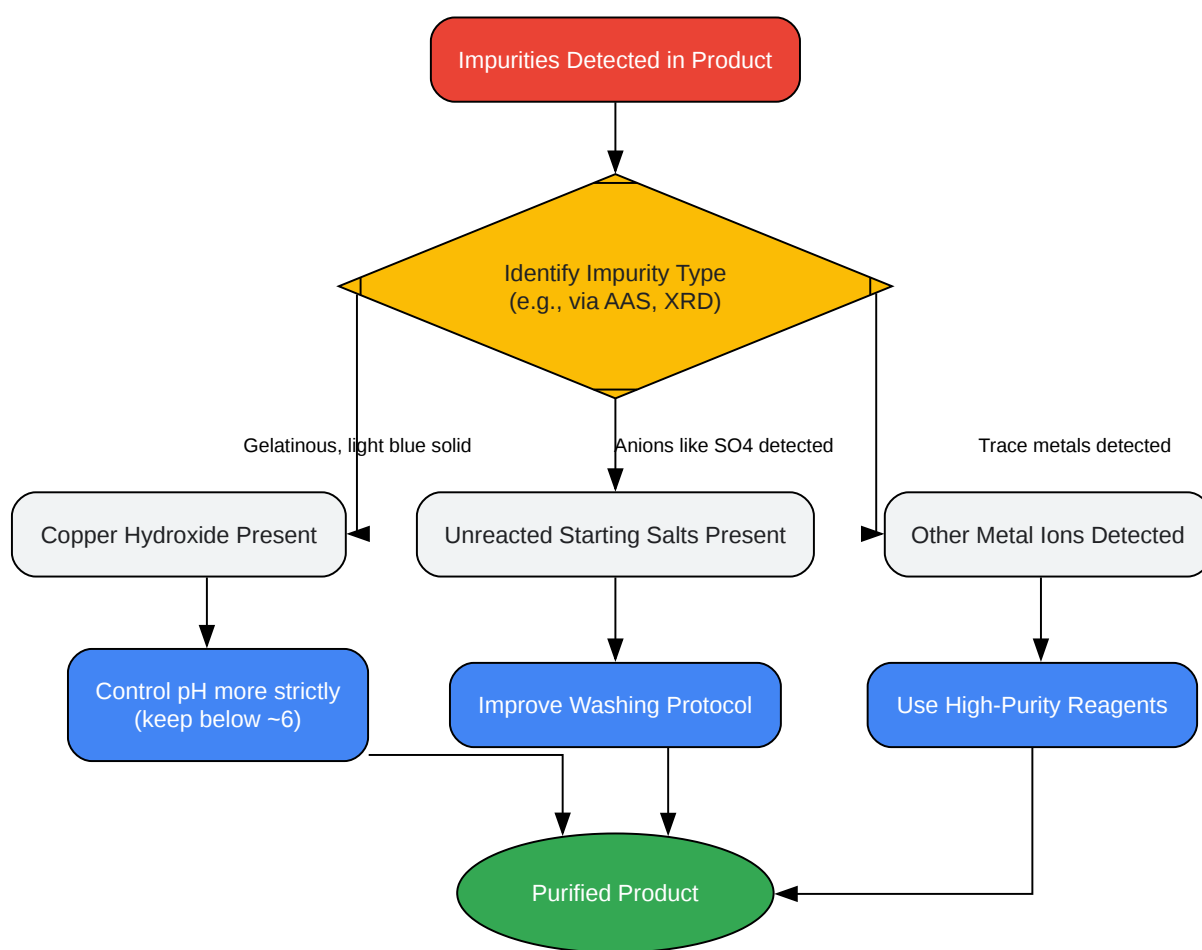 Impurities Detected in Product
Identify Impurity Type
(e.g., via AAS, XRD)
Gelatinous, light blue solid
Anions like SO4 detected
Trace metals detected
Copper Hydroxide Present
Unreacted Starting Salts Present
Other Metal Ions Detected
Control pH more strictly
(keep below ~6)
Improve Washing Protocol
Use High-Purity Reagents
Purified Product